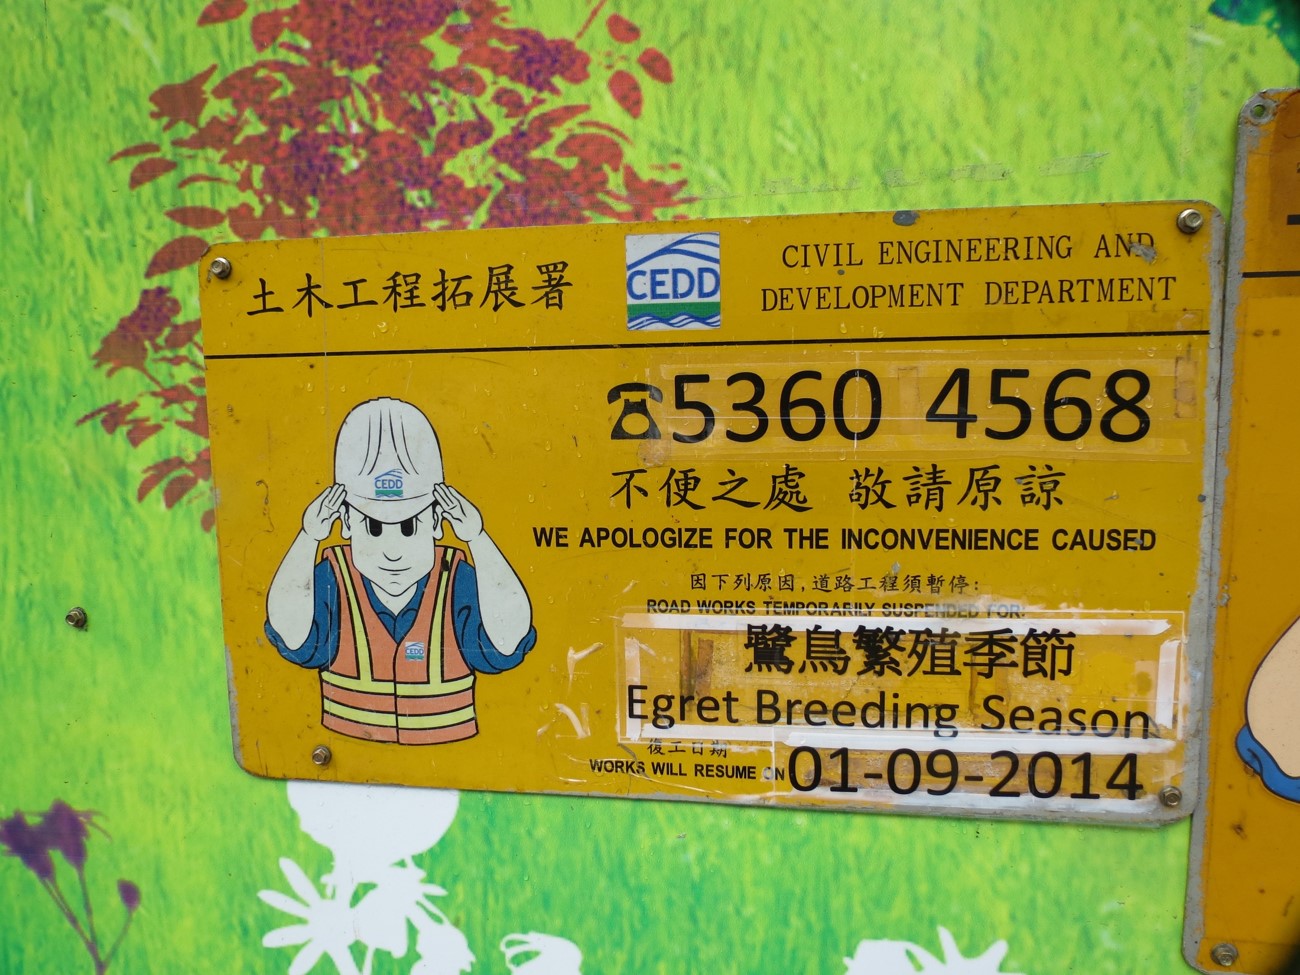 土木工程拓展署
CEDD
CIVIL ENGINEERING AND
DEVELOPMENT DEPARTMENT
☎5360 4568
不便之處 敬請原諒
WE APOLOGIZE FOR THE INCONVENIENCE CAUSED
CEDD
CEDD
因下列原因,道路工程須暫停:
ROAD WORKS TEMPORARILY SUSPENDED FOR:
鷺鳥繁殖季節
Egret Breeding Season
復工日期
WORKS WILL RESUME ON 01-09-2014